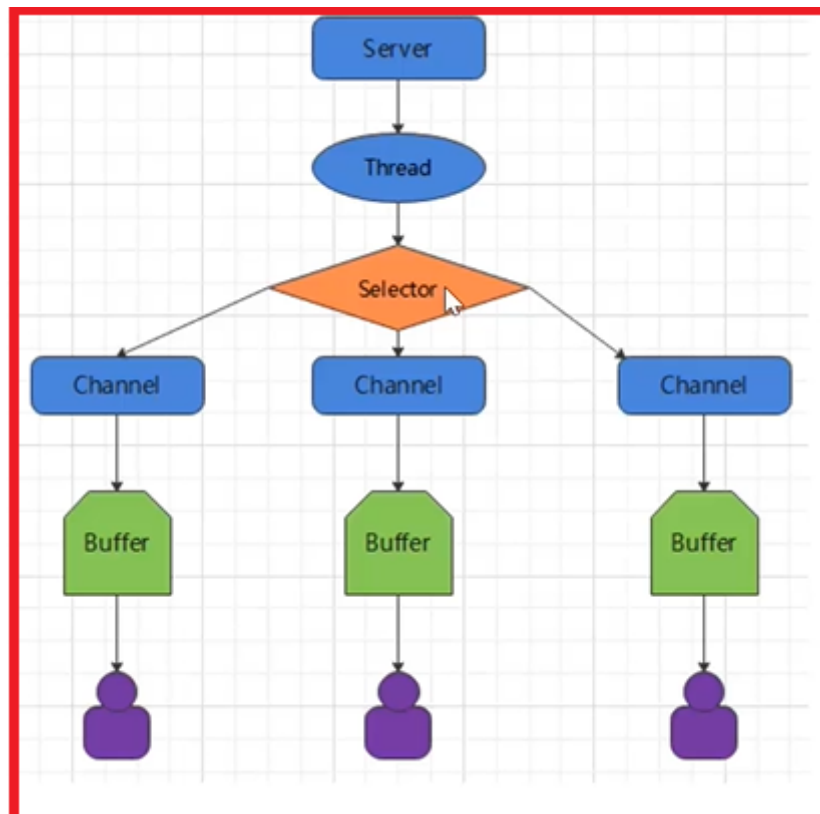 Server
Thread
Selector
Channel
Channel
Channel
Buffer
Buffer
Buffer